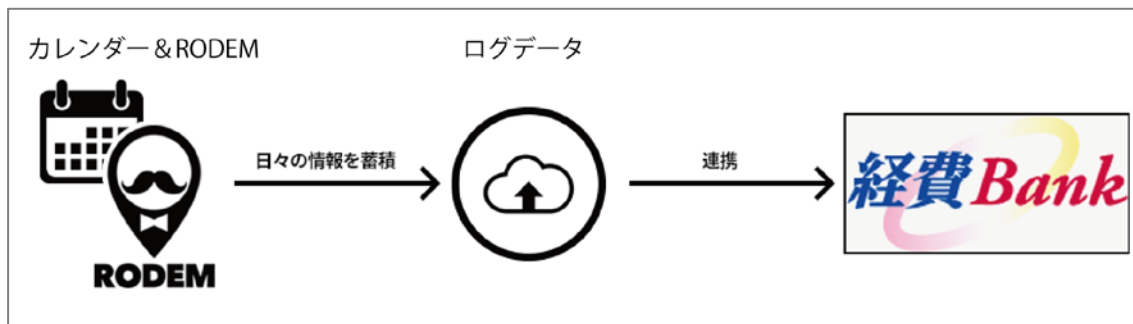 カレンダー＆RODEM
ログデータ
日々の情報を蓄積
連携
経費Bank
RODEM